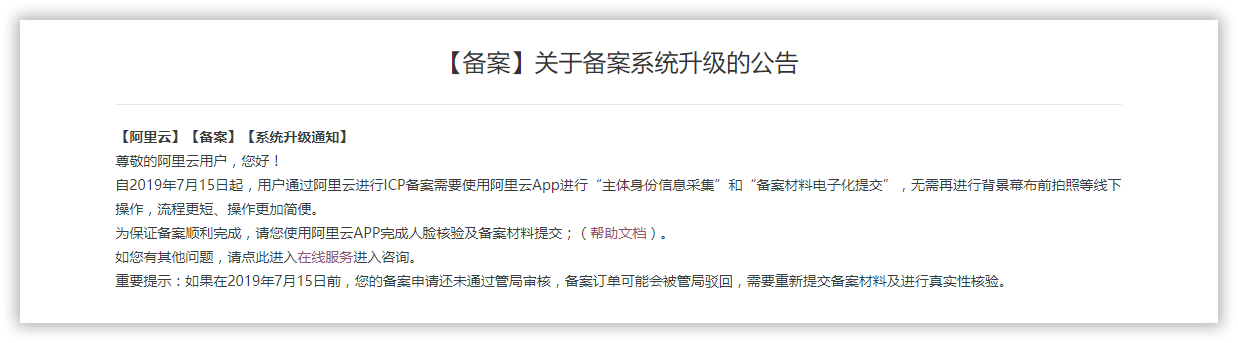 【备案】关于备案系统升级的公告
【阿里云】【备案】【系统升级通知】
尊敬的阿里云用户，您好！
自2019年7月15日起，用户通过阿里云进行ICP备案需要使用阿里云App进行“主体身份信息采集”和“备案材料电子化提交”，无需再进行背景幕布前拍照等线下
操作，流程更短、操作更加简便。
为保证备案顺利完成，请您使用阿里云APP完成人脸核验及备案材料提交；（帮助文档）。
如您有其他问题，请点此进入在线服务进入咨询。
重要提示：如果在2019年7月15日前，您的备案申请还未通过管局审核，备案订单可能会被管局驳回，需要重新提交备案材料及进行真实性核验。